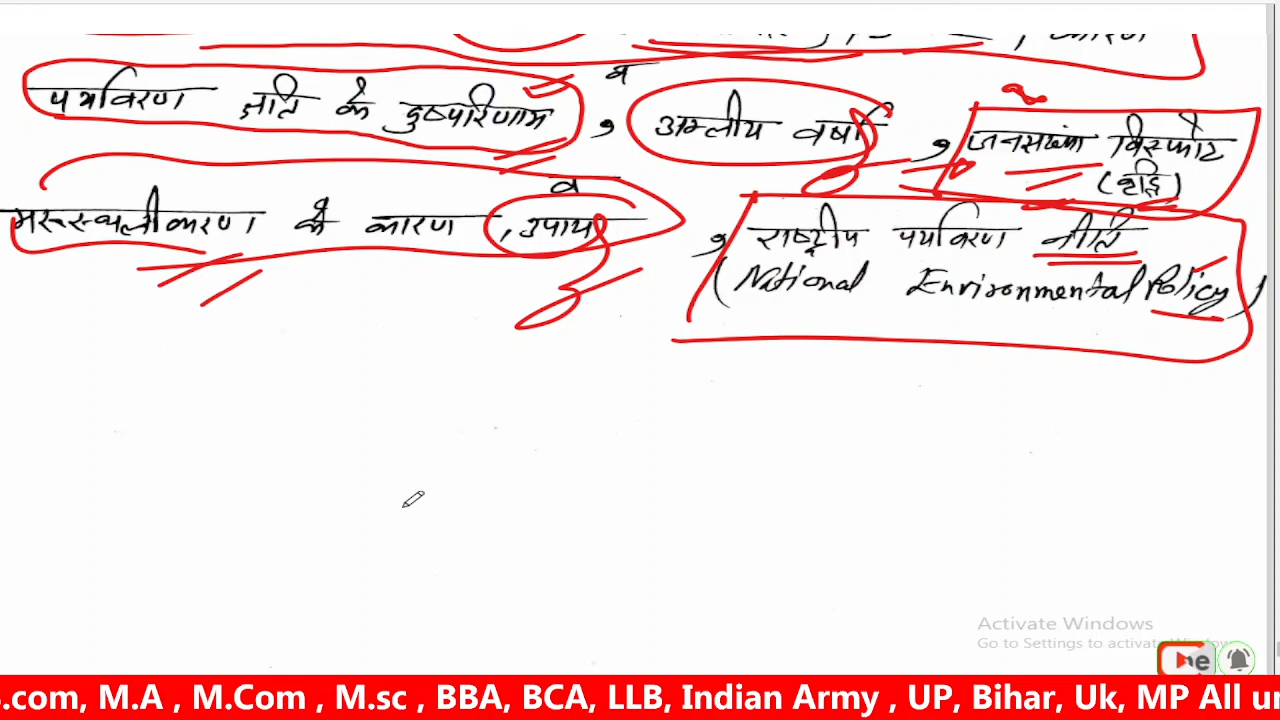 कारण
पर्यावरण क्षति के दुष्परिणाम व , अम्लीय वर्षा , जनसंख्या विस्फोट
(वृद्धि)
मरूस्थलीकरण के कारण , व उपाय , राष्ट्रीय पर्यावरण नीति
(National Environmental Policy)
Activate Windows
Go to Settings to activate Windows.
.com, M.A , M.Com , M.sc , BBA, BCA, LLB, Indian Army , UP, Bihar, Uk, MP All un